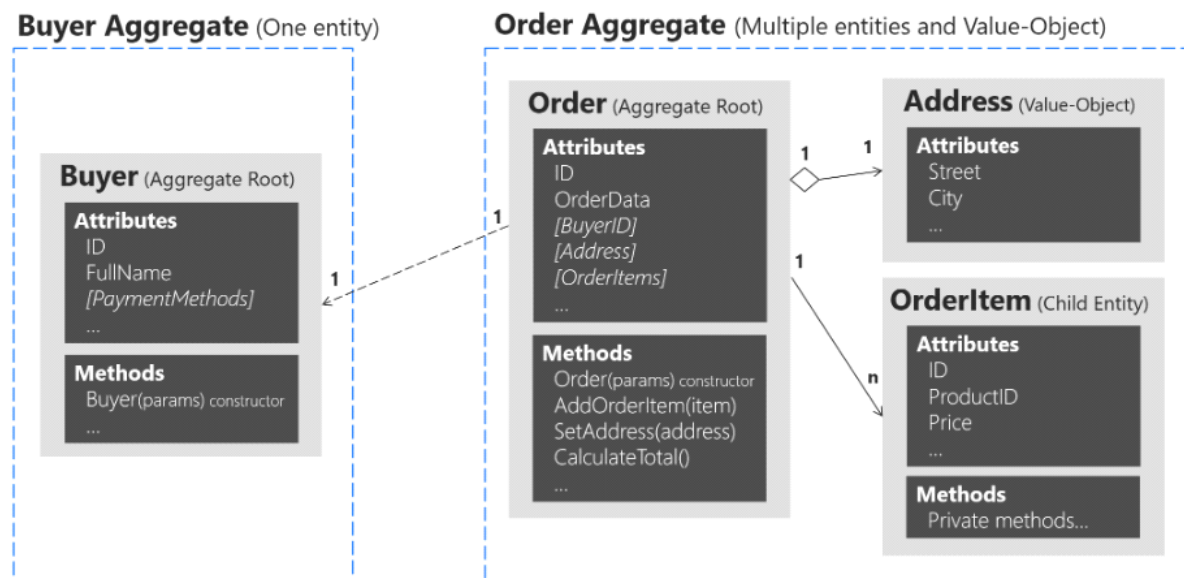 Buyer Aggregate (One entity)
Buyer (Aggregate Root)
Attributes
ID
FullName
[PaymentMethods]
...
Methods
Buyer(params) constructor
...
1
1
Order Aggregate (Multiple entities and Value-Object)
Order (Aggregate Root)
Attributes
ID
OrderData
[BuyerID]
[Address]
[OrderItems]
...
Methods
Order(params) constructor
AddOrderItem(item)
SetAddress(address)
CalculateTotal()
...
1
1
1
n
Address (Value-Object)
Attributes
Street
City
...
OrderItem (Child Entity)
Attributes
ID
ProductID
Price
...
Methods
Private methods...